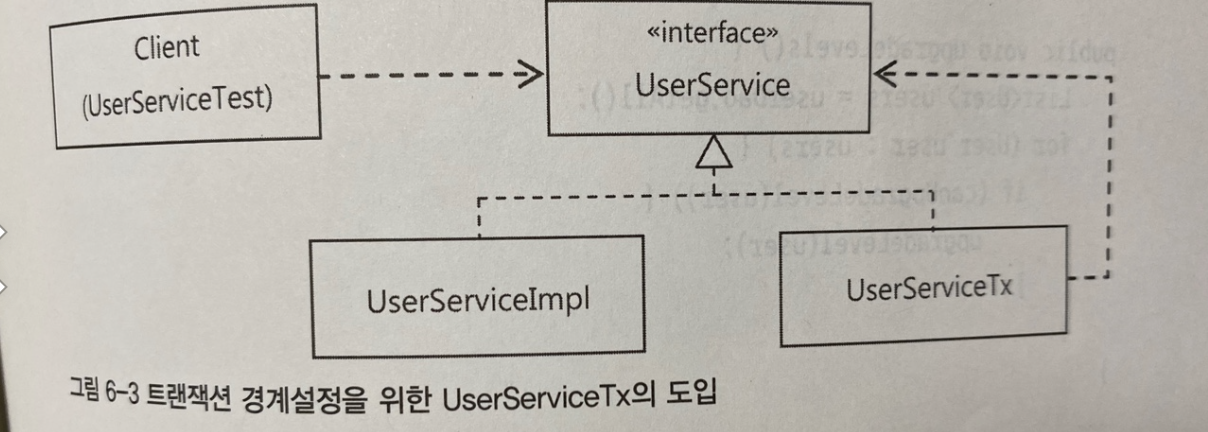 Client
(UserServiceTest)
«interface»
UserService
UserServiceImpl
UserServiceTx
그림 6-3 트랜잭션 경계설정을 위한 UserServiceTx의 도입